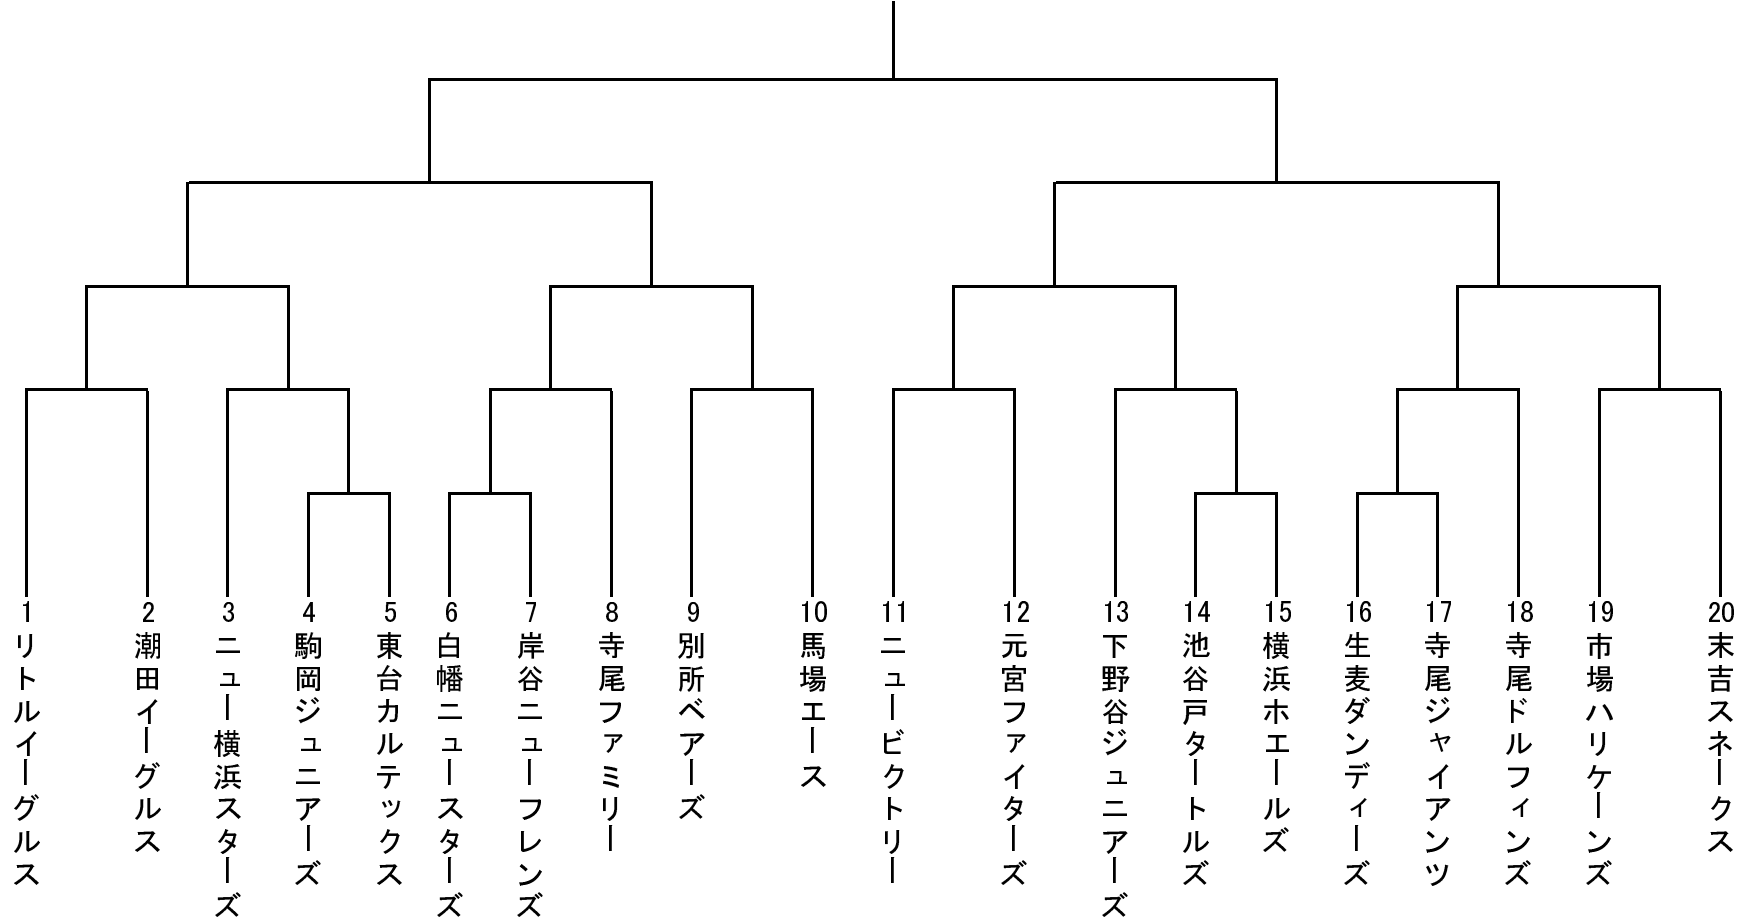 1 リトルイーグルス
2 潮田イーグルス
3 ニュー横浜スターズ
4 駒岡ジュニアーズ
5 東台カルテックス
6 白幡ニュースターズ
7 岸谷ニューフレンズ
8 寺尾ファミリー
9 別所ベアーズ
10 馬場エース
11 ニュービクトリー
12 元宮ファイターズ
13 下野谷ジュニアーズ
14 池谷戸タートルズ
15 横浜ホエールズ
16 生麦ダンディーズ
17 寺尾ジャイアンツ
18 寺尾ドルフィンズ
19 市場ハリケーンズ
20 末吉スネークス